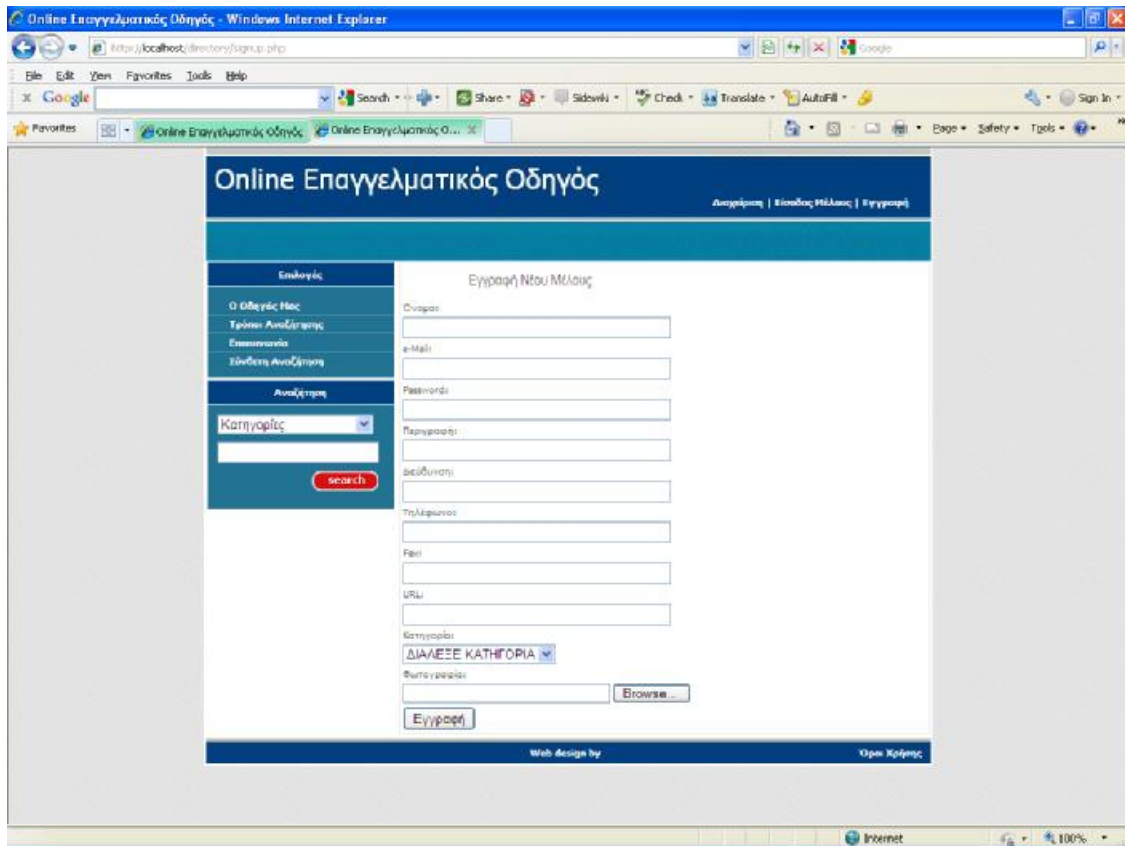 Online Επαγγελματικός Οδηγός - Windows Internet Explorer
http://localhost/directory/signup.php
Google
File Edit View Favorites Tools Help
x Google Search Share Sidewiki Check Translate AutoFill Sign In
Favorites Online Επαγγελματικός Οδηγός Online Επαγγελματικός Ο... Page Safety Tools
Online Επαγγελματικός Οδηγός
Διαχείριση | Είσοδος Μέλους | Εγγραφή
Επιλογές
Ο Οδηγός Μας
Τρόποι Αναζήτησης
Επικοινωνία
Σύνθετη Αναζήτηση
Αναζήτηση
Κατηγορίες
search
Εγγραφή Νέου Μέλους
Όνομα:
e-Mail:
Password:
Περιγραφή:
Διεύθυνση:
Τηλέφωνο:
Fax:
URL:
Κατηγορία:
ΔΙΑΛΕΞΕ ΚΑΤΗΓΟΡΙΑ
Φωτογραφία:
Browse...
Εγγραφή
Web design by
Όροι Χρήσης
Internet
100%